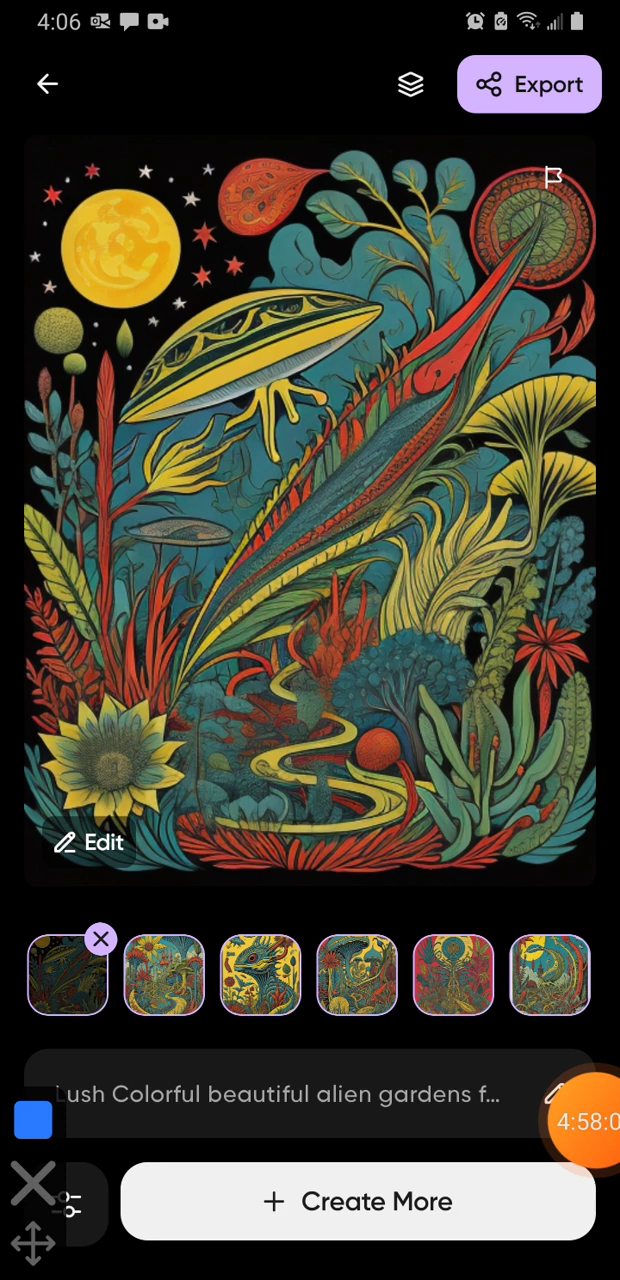 4:06
Export
Edit
Lush Colorful beautiful alien gardens f...
4:58:0
+ Create More